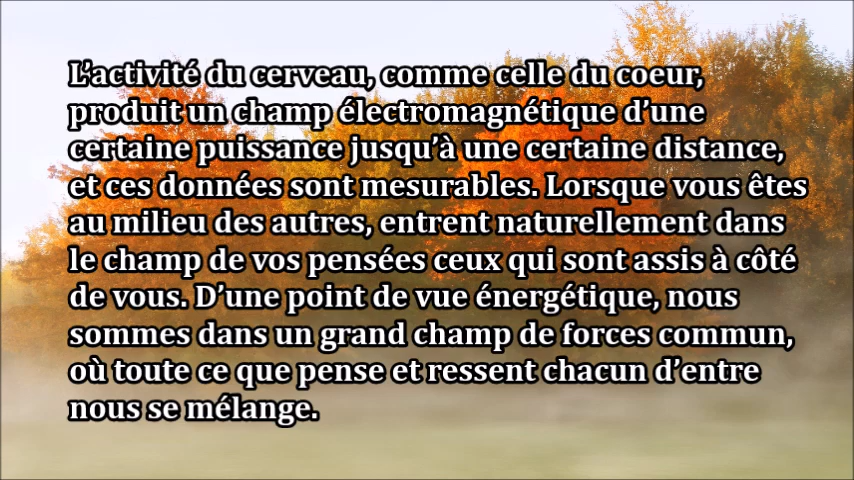 L’activité du cerveau, comme celle du coeur,
produit un champ électromagnétique d’une
certaine puissance jusqu’à une certaine distance,
et ces données sont mesurables. Lorsque vous êtes
au milieu des autres, entrent naturellement dans
le champ de vos pensées ceux qui sont assis à côté
de vous. D’une point de vue énergétique, nous
sommes dans un grand champ de forces commun,
où toute ce que pense et ressent chacun d’entre
nous se mélange.